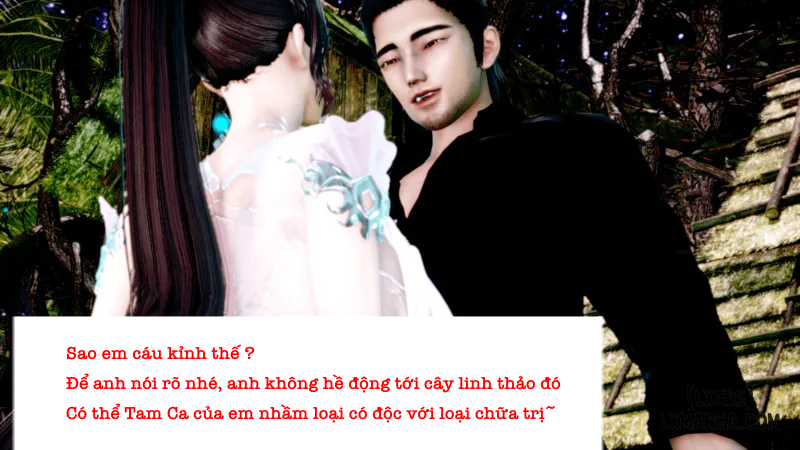 Sao em cáu kỉnh thế ?
Để anh nói rõ nhé, anh không hề động tới cây linh thảo đó
Có thể Tam Ca của em nhầm loại có độc với loại chữa trị~
LXMANGA.COM